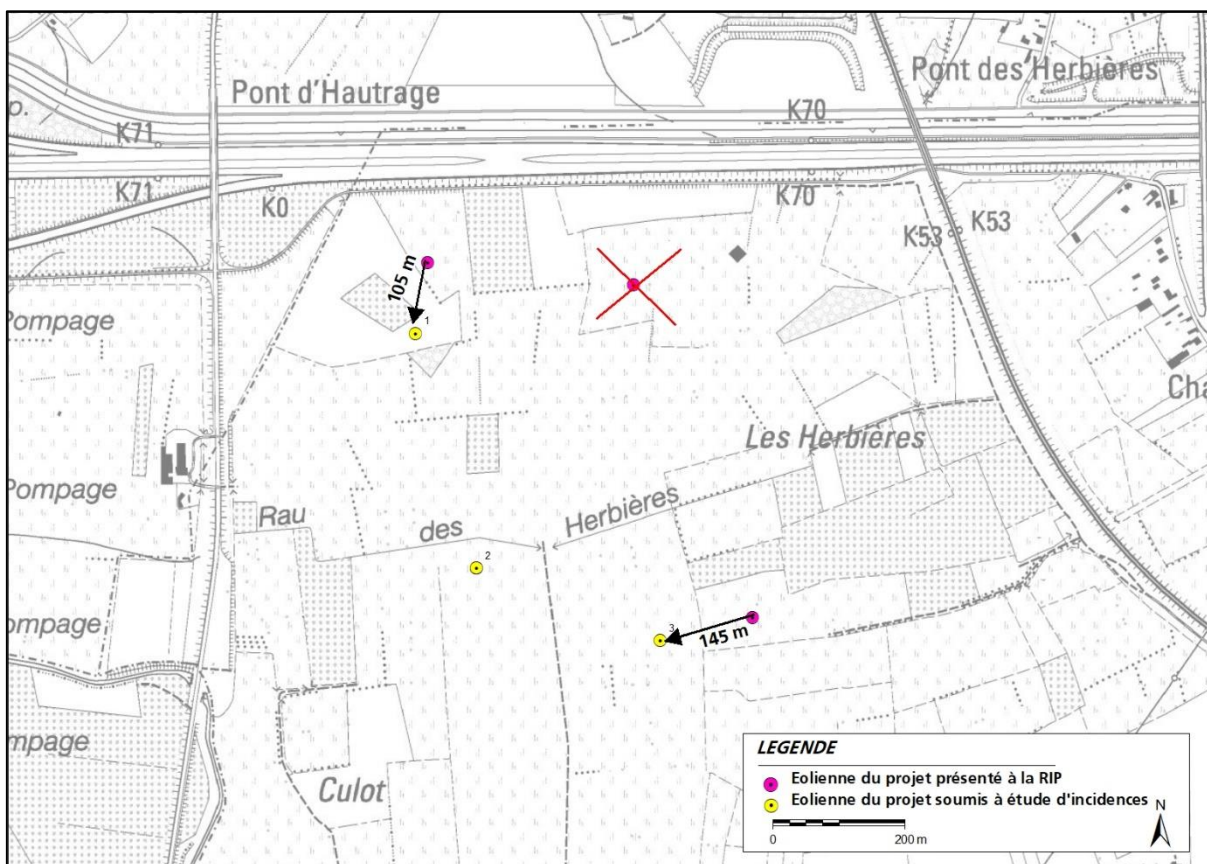 Pont d'Hautrage
Pont des Herbières
p.
K71
K70
K71
K0
K70
K53
K53
105 m
1
Pompage
Cha
Les Herbières
Pompage
Rau des Herbières
2
ompage
3
145 m
mpage
Culot
LEGENDE
Eolienne du projet présenté à la RIP
Eolienne du projet soumis à étude d'incidences
N
0 200 m